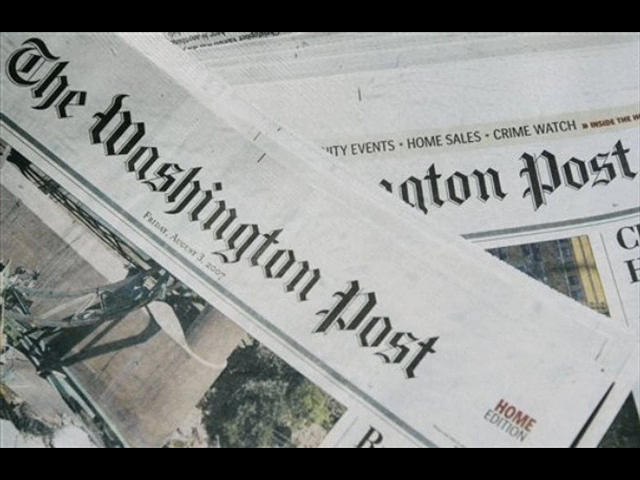 The Washington Post
FRIDAY, AUGUST 3, 2007
HOME
EDITION
ITY EVENTS • HOME SALES • CRIME WATCH » INSIDE THE
gton Post